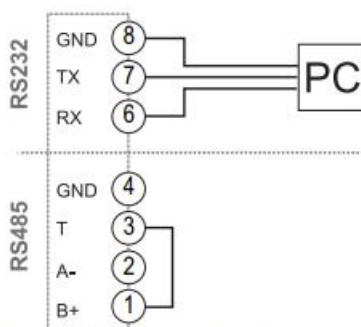 RS232
GND 8
TX 7
RX 6
PC
RS485
GND 4
T 3
A- 2
B+ 1